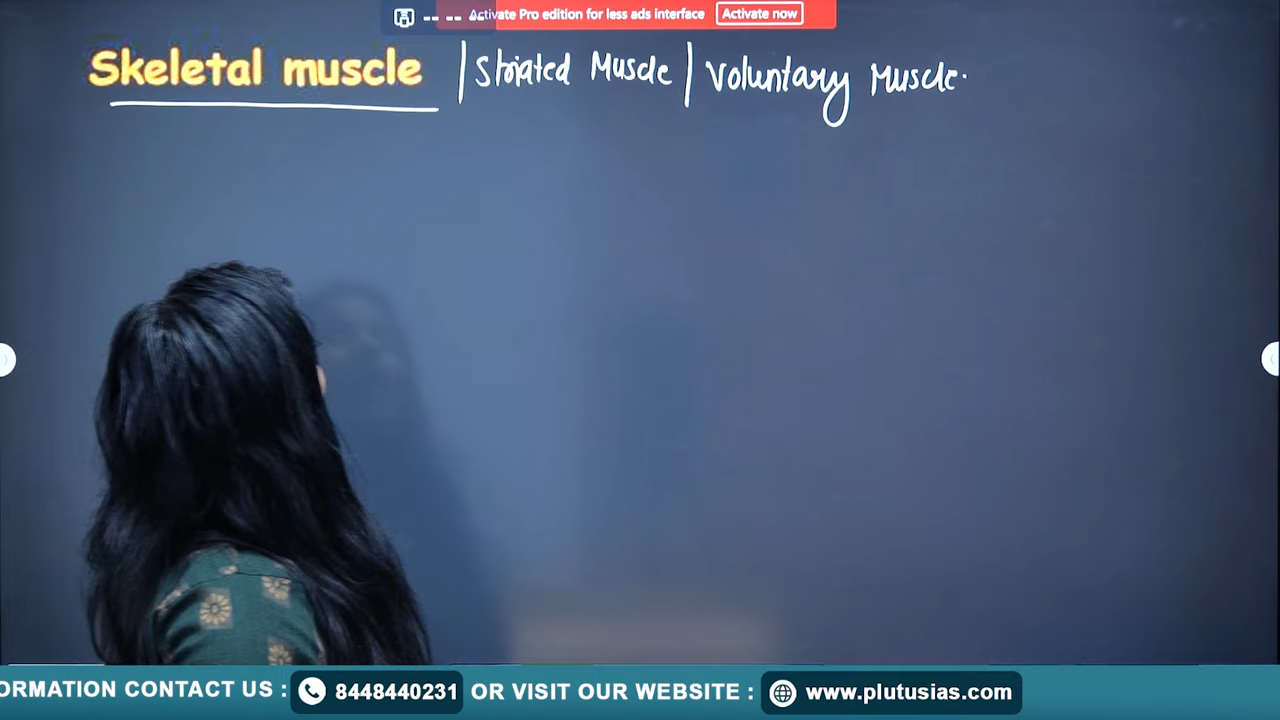 Activate Pro edition for less ads interface Activate now
Skeletal muscle | Striated Muscle | Voluntary Muscle.
ORMATION CONTACT US : 8448440231 OR VISIT OUR WEBSITE : www.plutusias.com